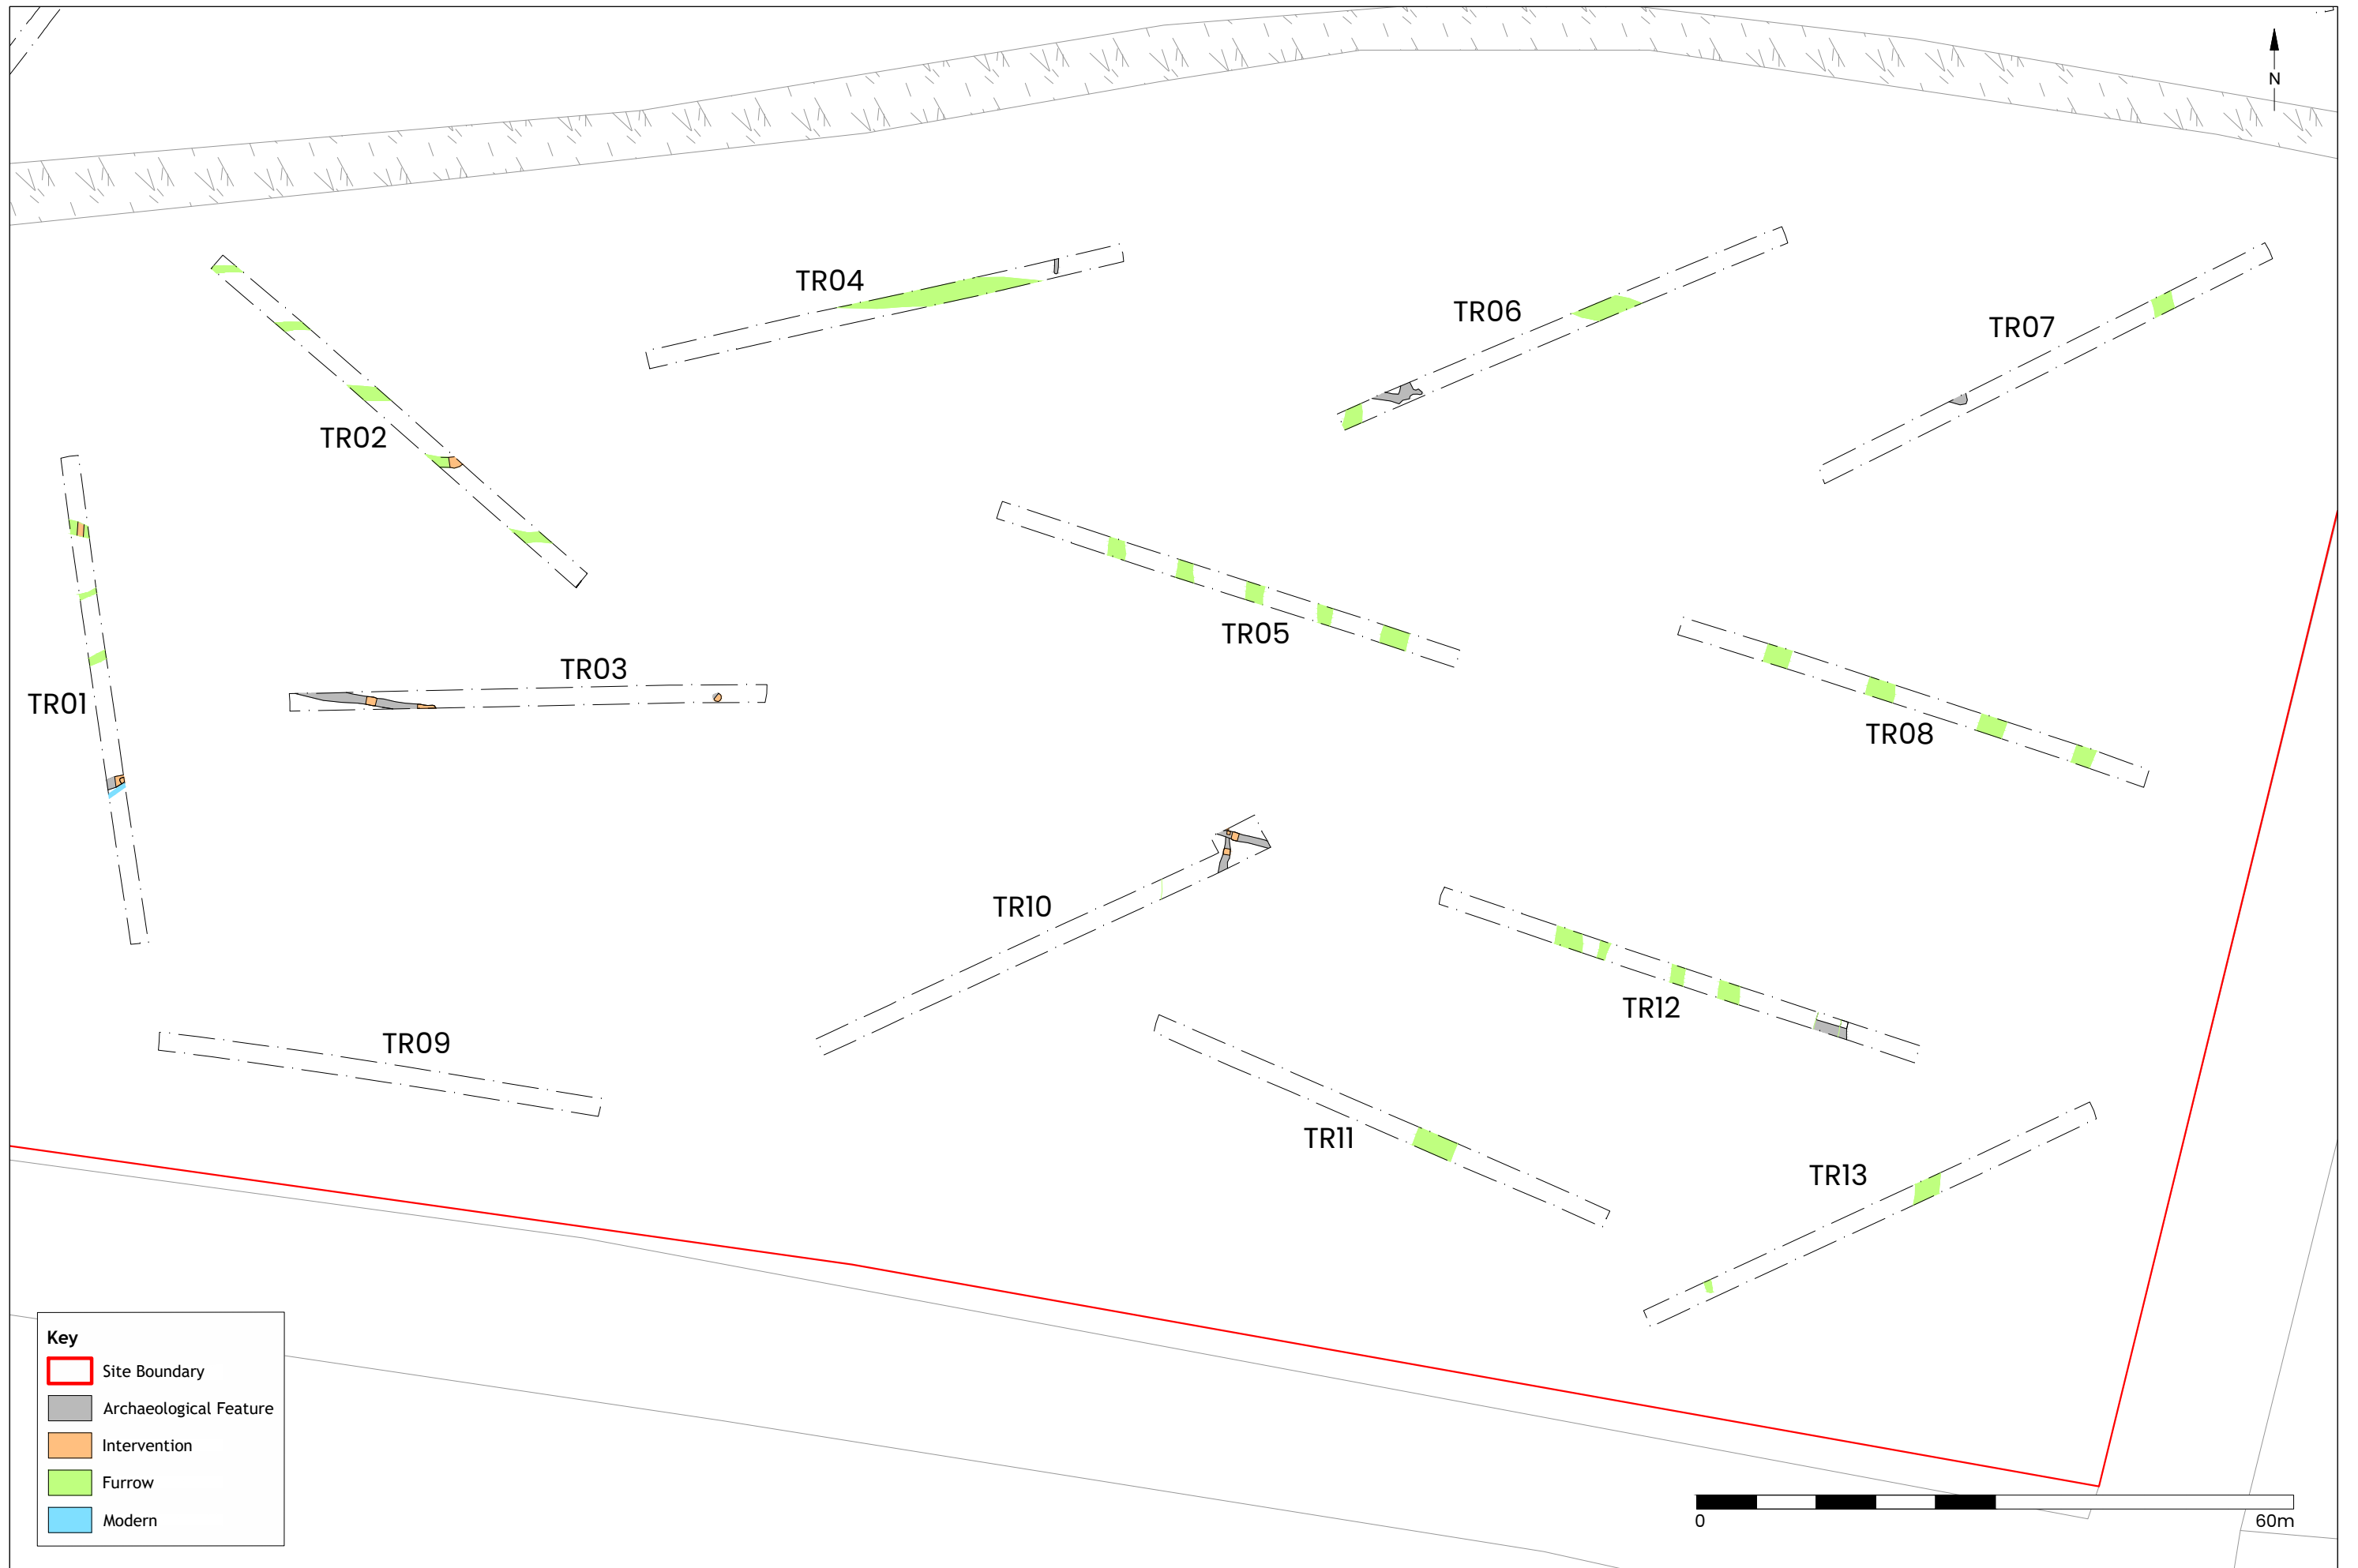 N
TR04
TR06
TR07
TR02
TR05
TR03
TR01
TR08
TR10
TR12
TR09
TR11
TR13
Key
Site Boundary
Archaeological Feature
Intervention
Furrow
Modern
0 60m